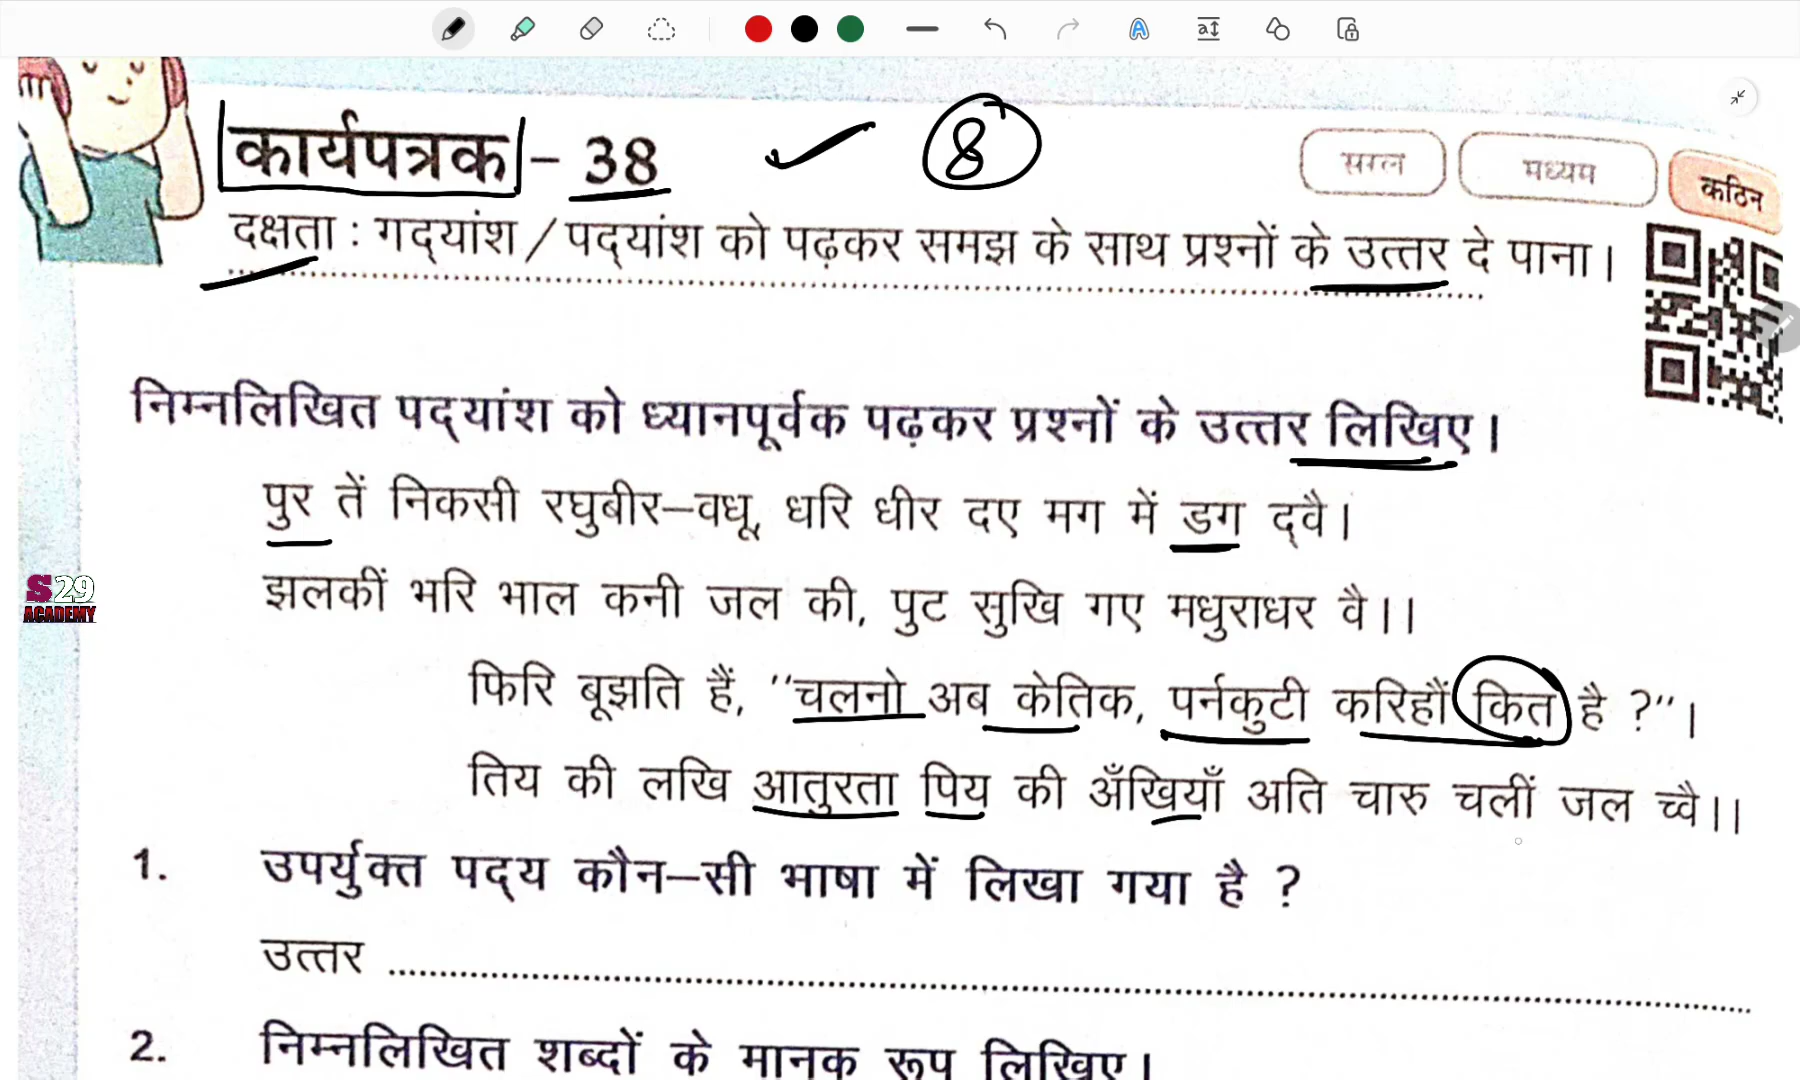 कार्यपत्रक - 38 8
सरल मध्यम कठिन
दक्षता : गद्यांश / पद्यांश को पढ़कर समझ के साथ प्रश्नों के उत्तर दे पाना।
निम्नलिखित पद्यांश को ध्यानपूर्वक पढ़कर प्रश्नों के उत्तर लिखिए।
पुर तें निकसी रघुबीर-वधू, धरि धीर दए मग में डग द्वै।
झलकीं भरि भाल कनी जल की, पुट सुखि गए मधुराधर वै।।
S29
ACADEMY
फिरि बूझति हैं, "चलनो अब केतिक, पर्नकुटी करिहौं कित है ?"।
तिय की लखि आतुरता पिय की अँखियाँ अति चारु चलीं जल च्वै।।
1. उपर्युक्त पद्य कौन-सी भाषा में लिखा गया है ?
उत्तर ........................................
2. निम्नलिखित शब्दों के मानक रूप लिखिए।